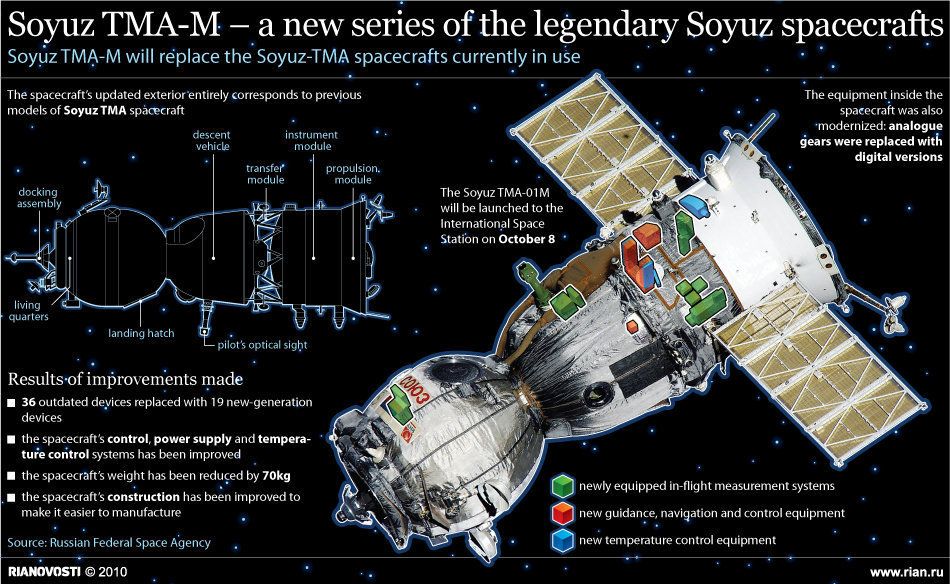 Soyuz TMA-M – a new series of the legendary Soyuz spacecrafts
Soyuz TMA-M will replace the Soyuz-TMA spacecrafts currently in use
The spacecraft's updated exterior entirely corresponds to previous
models of Soyuz TMA spacecraft
descent
vehicle
instrument
module
transfer
module
propulsion
module
docking
assembly
living
quarters
landing hatch
pilot's optical sight
The Soyuz TMA-01M
will be launched to the
International Space
Station on October 8
The equipment inside the
spacecraft was also
modernized: analogue
gears were replaced with
digital versions
СОЮЗ
Results of improvements made
36 outdated devices replaced with 19 new-generation
devices
the spacecraft's control, power supply and tempera-
ture control systems has been improved
the spacecraft's weight has been reduced by 70kg
the spacecraft's construction has been improved to
make it easier to manufacture
Source: Russian Federal Space Agency
newly equipped in-flight measurement systems
new guidance, navigation and control equipment
new temperature control equipment
RIANOVOSTI © 2010
www.rian.ru